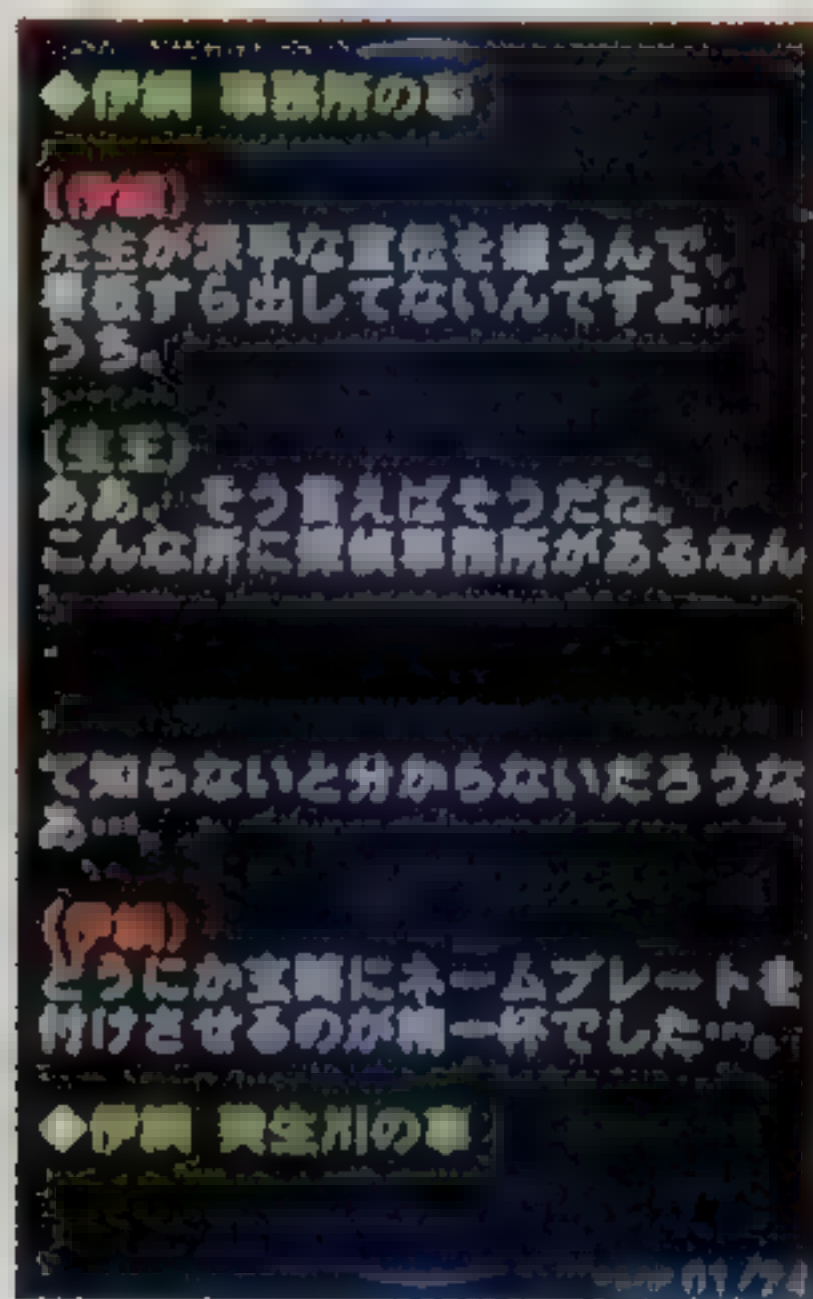 ◆伊綱 事務所の事
(伊綱)
先生が派手な宣伝を嫌うんで、
看板すら出してないんですよ。
うち。
(生王)
ああ、そう言えばそうだね。
こんな所に探偵事務所があるなん
て知らないと分からないだろうな
あ…。
(伊綱)
どうにか玄関にネームプレートを
付けさせるのが精一杯でした…。
◆伊綱 癸生川の事